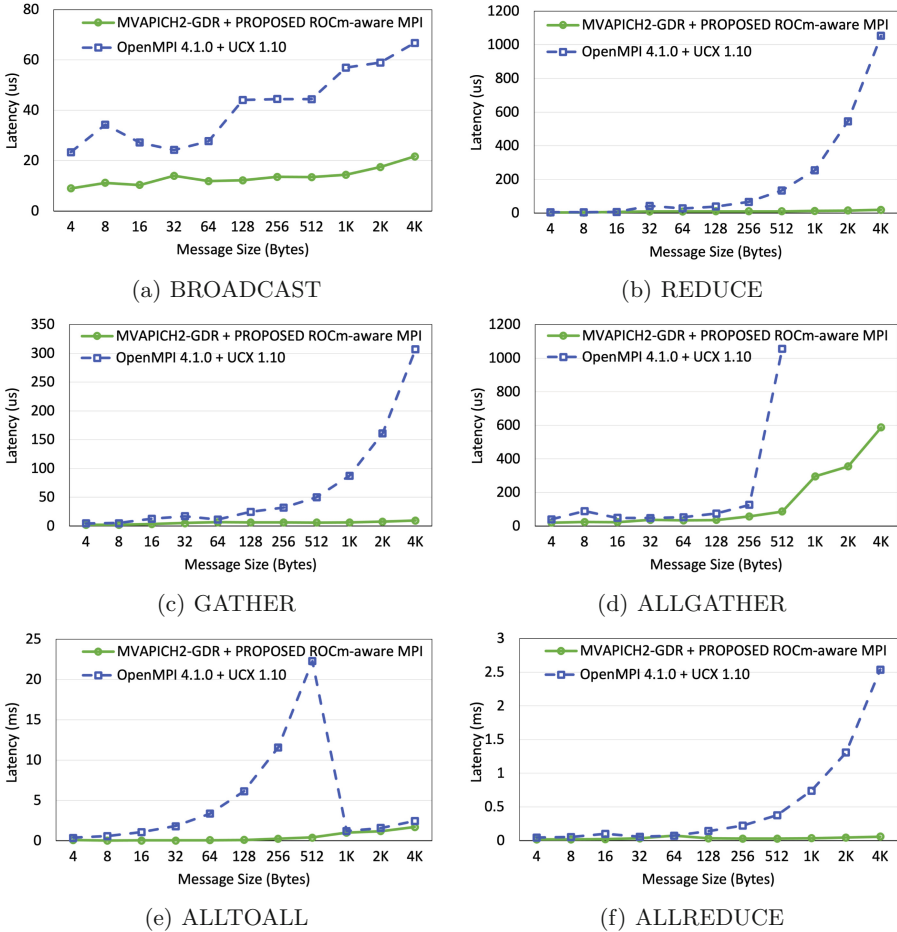 MVAPICH2-GDR + PROPOSED ROCm-aware MPI
OpenMPI 4.1.0 + UCX 1.10
Latency (us)
80
60
40
20
0
4 8 16 32 64 128 256 512 1K 2K 4K
Message Size (Bytes)
(a) BROADCAST
MVAPICH2-GDR + PROPOSED ROCm-aware MPI
OpenMPI 4.1.0 + UCX 1.10
Latency (us)
1200
1000
800
600
400
200
0
4 8 16 32 64 128 256 512 1K 2K 4K
Message Size (Bytes)
(b) REDUCE
MVAPICH2-GDR + PROPOSED ROCm-aware MPI
OpenMPI 4.1.0 + UCX 1.10
Latency (us)
350
300
250
200
150
100
50
0
4 8 16 32 64 128 256 512 1K 2K 4K
Message Size (Bytes)
(c) GATHER
MVAPICH2-GDR + PROPOSED ROCm-aware MPI
OpenMPI 4.1.0 + UCX 1.10
Latency (us)
1200
1000
800
600
400
200
0
4 8 16 32 64 128 256 512 1K 2K 4K
Message Size (Bytes)
(d) ALLGATHER
MVAPICH2-GDR + PROPOSED ROCm-aware MPI
OpenMPI 4.1.0 + UCX 1.10
Latency (ms)
25
20
15
10
5
0
4 8 16 32 64 128 256 512 1K 2K 4K
Message Size (Bytes)
(e) ALLTOALL
MVAPICH2-GDR + PROPOSED ROCm-aware MPI
OpenMPI 4.1.0 + UCX 1.10
Latency (ms)
3
2.5
2
1.5
1
0.5
0
4 8 16 32 64 128 256 512 1K 2K 4K
Message Size (Bytes)
(f) ALLREDUCE